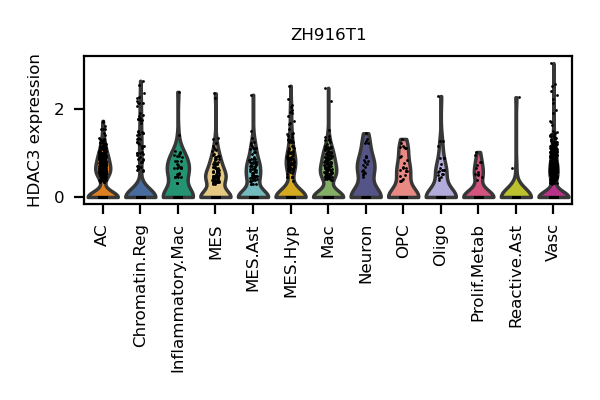 ZH916T1
HDAC3 expression
2
0
AC
Chromatin.Reg
Inflammatory.Mac
MES
MES.Ast
MES.Hyp
Mac
Neuron
OPC
Oligo
Prolif.Metab
Reactive.Ast
Vasc